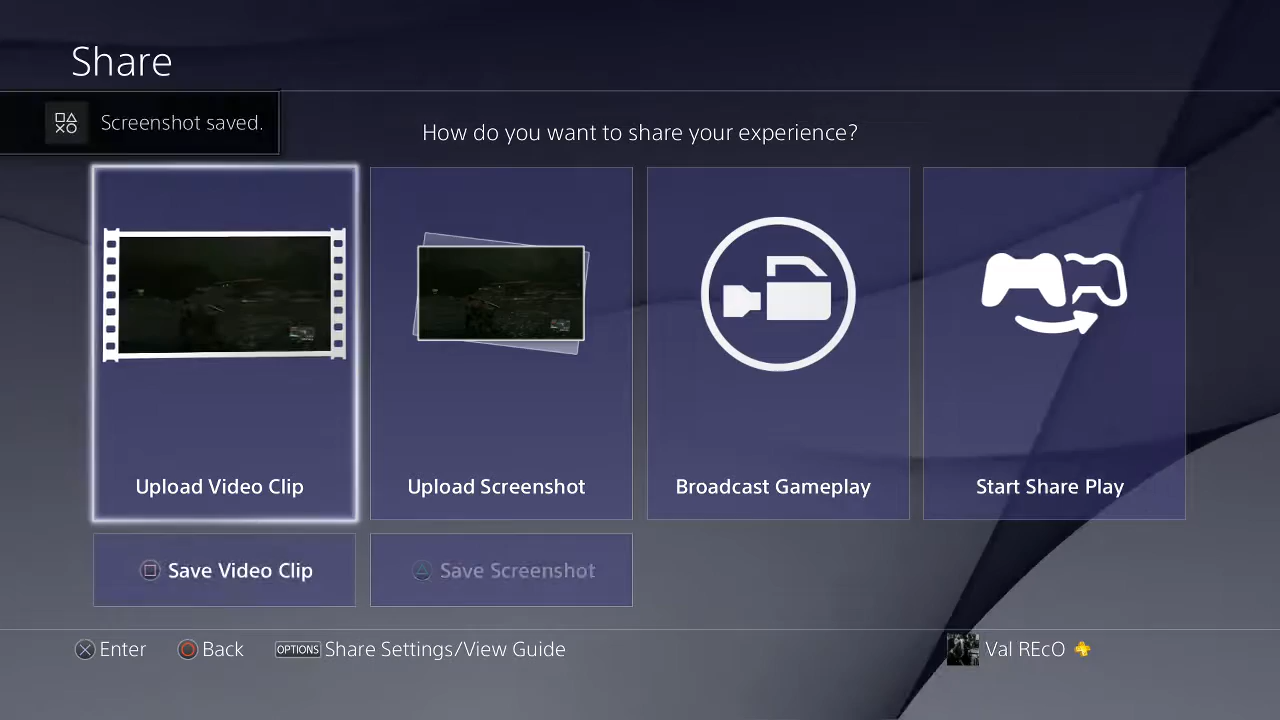 Share
Screenshot saved.
How do you want to share your experience?
Upload Video Clip
Upload Screenshot
Broadcast Gameplay
Start Share Play
Save Video Clip
Save Screenshot
Enter
Back
OPTIONS Share Settings/View Guide
Val REcO